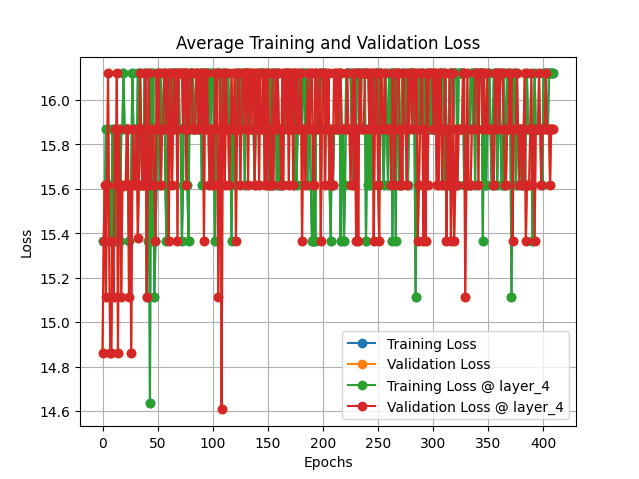 Average Training and Validation Loss
Loss
16.0
15.8
15.6
15.4
15.2
15.0
14.8
14.6
0 50 100 150 200 250 300 350 400
Epochs
Training Loss
Validation Loss
Training Loss @ layer_4
Validation Loss @ layer_4